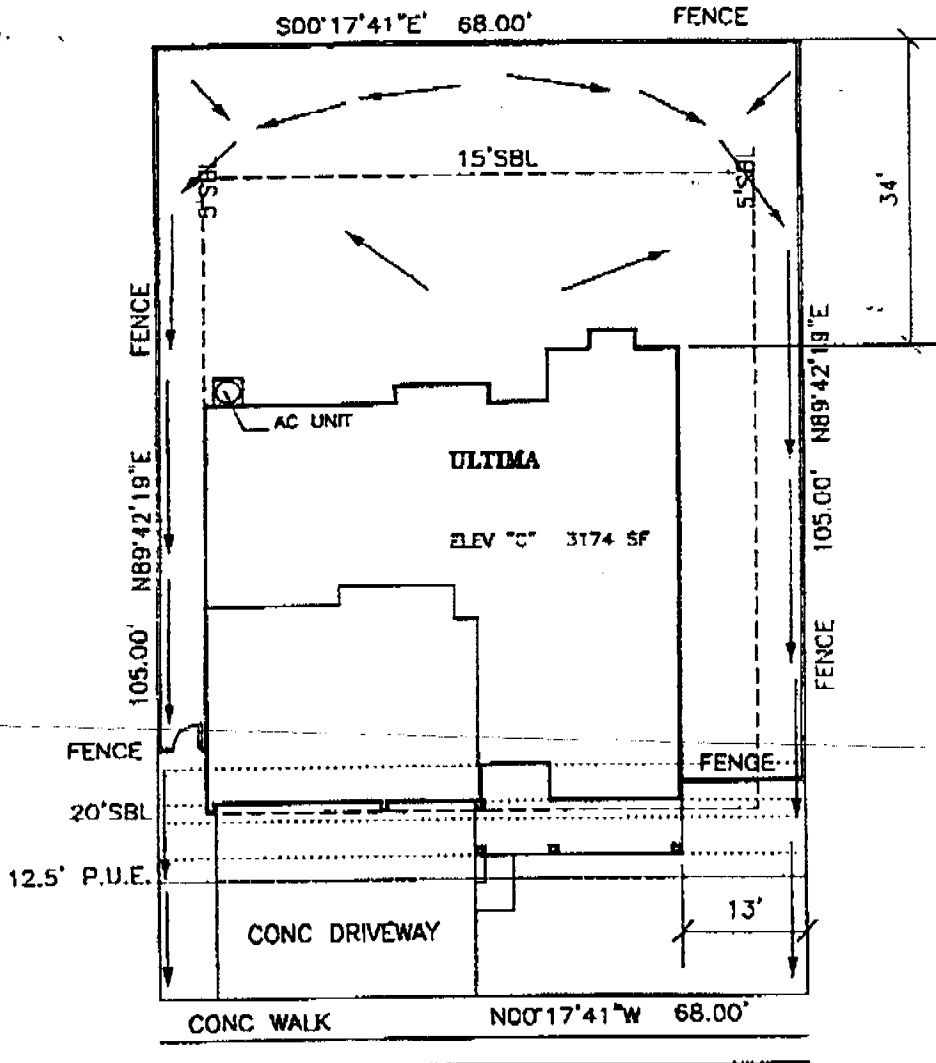 S00°17'41"E 68.00'
FENCE
15'SBL
5'SBL
5'SBL
34'
FENCE
N89°42'19"E
AC UNIT
ULTIMA
ELEV "C" 3174 SF
N89°42'19"E
105.00'
105.00'
FENCE
FENCE
FENCE
20'SBL
12.5' P.U.E.
13'
CONC DRIVEWAY
CONC WALK
N00°17'41"W 68.00'